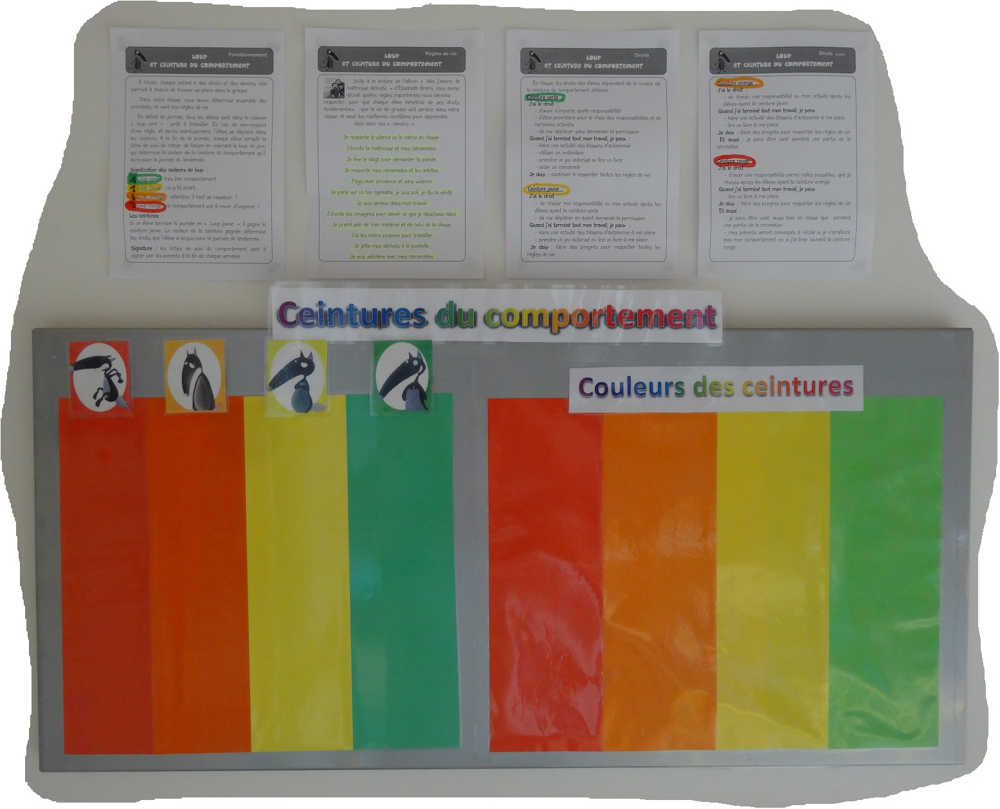 Fonctionnement
LOUP
ET CEINTURE DU COMPORTEMENT
À l'école, chaque enfant a des droits et des devoirs, cela
permet à chacun de trouver sa place dans le groupe.
Dans notre classe, nous avons déterminé ensemble des
principes, ce sont nos règles de vie
En début de journée, tous les élèves sont dans la colonne
« loup vert » : prêt à travailler. En cas de non-respect
d'une règle, et après avertissement, l'élève se déplace dans
les couleurs. A la fin de la journée, chaque élève remplit la
fiche de suivi du cahier de liaison en coloriant le loup du jour,
qui détermine la couleur de la ceinture du comportement qu'il
aura pour la journée du lendemain.
Signification des couleurs du loup :
Loup vert : très bon comportement
Loup jaune : un p'tit écart...
Loup orange : attention, il faut se ressaisir !
Loup rouge : le comportement est à revoir d'urgence !
Les ceintures :
Si un élève termine la journée en « Loup jaune », il gagne la
ceinture jaune. La couleur de la ceinture gagnée détermine
les droits que l'élève a acquis pour la journée du lendemain.
Signature : les fiches de suivi du comportement sont à
signer par les parents à la fin de chaque semaine
Règles de vie
LOUP
ET CEINTURE DU COMPORTEMENT
Suite à la lecture de l'album « Moi j'adore, la
maîtresse déteste » d'Elisabeth Brami, nous avons
décidé quelles règles importantes nous devrons
respecter, pour que chaque élève bénéficie de ses droits
fondamentaux : que la vie de groupe soit sereine dans notre
classe, et avoir les meilleures conditions pour apprendre
Voici donc nos « devoirs » :
Je respecte le silence ou le calme en classe
J'écoute la maîtresse et mes camarades
Je lève le doigt pour demander la parole
Je respecte mes camarades et les adultes
J'agis avec prudence et sans violence
Je parle sur un ton agréable, je suis poli, je dis la vérité.
Je suis sérieux dans mon travail
J'écoute les consignes pour savoir ce que je dois/peux faire.
Je prend soin de mon matériel et de celui de la classe
J'ai les mains propres pour travailler
Je jette mes déchets à la poubelle
Je suis solidaire avec mes camarades
Droits
LOUP
ET CEINTURE DU COMPORTEMENT
En classe, les droits des élèves dépendent de la couleur de
la ceinture du comportement obtenue
Ceinture verte :
J'ai le droit :
- d'avoir n'importe quelle responsabilité
- d'être prioritaire pour le choix des responsabilités et de
certaines activités
- de me déplacer sans demander la permission
Quand j'ai terminé tout mon travail, je peux :
- faire une activité des blasons d'autonomie
- utiliser un ordinateur
- prendre un jeu autorisé ou lire un livre
- aider un camarade
Je dois : continuer à respecter toutes les règles de vie
Ceinture jaune :
J'ai le droit :
- de choisir ma responsabilité ou mon activité après les
élèves ayant la ceinture verte
- de me déplacer en ayant demandé la permission
Quand j'ai terminé tout mon travail, je peux :
- faire une activité des blasons d'autonomie à ma place
- prendre un jeu autorisé ou lire un livre à ma place
Je dois : faire des progrès pour respecter toutes les
règles de vie
Droits (suite)
LOUP
ET CEINTURE DU COMPORTEMENT
Ceinture orange :
J'ai le droit :
- de choisir ma responsabilité ou mon activité après les
élèves ayant la ceinture jaune
Quand j'ai terminé tout mon travail, je peux :
- faire une activité des blasons d'autonomie à ma place
- lire un livre à ma place
Je dois : faire des progrès pour respecter les règles de vie
Et aussi : je peux être isolé pendant une partie de la
récréation
Ceinture rouge :
J'ai le droit :
- d'avoir une responsabilité parmi celles possibles, que je
choisis après les élèves ayant la ceinture orange
Quand j'ai terminé tout mon travail, je peux :
- lire un livre à ma place
Je dois : faire des progrès pour respecter les règles de vie
Et aussi :
- je peux être isolé, aussi bien en classe que pendant
une partie de la récréation
- mes parents seront convoqués à l'école si je n'améliore
pas mon comportement, ou si j'ai trop souvent la ceinture
rouge.
Ceintures du comportement
Couleurs des ceintures